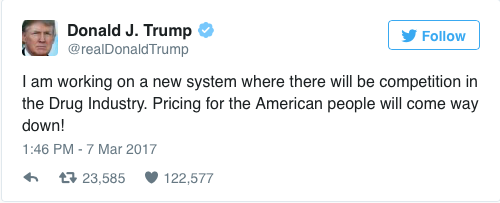 Donald J. Trump
@realDonaldTrump
Follow
I am working on a new system where there will be competition in
the Drug Industry. Pricing for the American people will come way
down!
1:46 PM - 7 Mar 2017
23,585 122,577